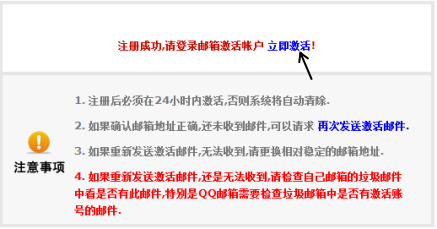 注册成功,请登录邮箱激活帐户 立即激活!
1. 注册后必须在24小时内激活,否则系统将自动清除.
2. 如果确认邮箱地址正确,还未收到邮件,可以请求 再次发送激活邮件.
注意事项
3. 如果重新发送激活邮件,无法收到,请更换相对稳定的邮箱地址.
4. 如果重新发送激活邮件,还是无法收到,请检查自己邮箱的垃圾邮件
中看是否有此邮件,特别是QQ邮箱需要检查垃圾邮箱中是否有激活账
号的邮件.